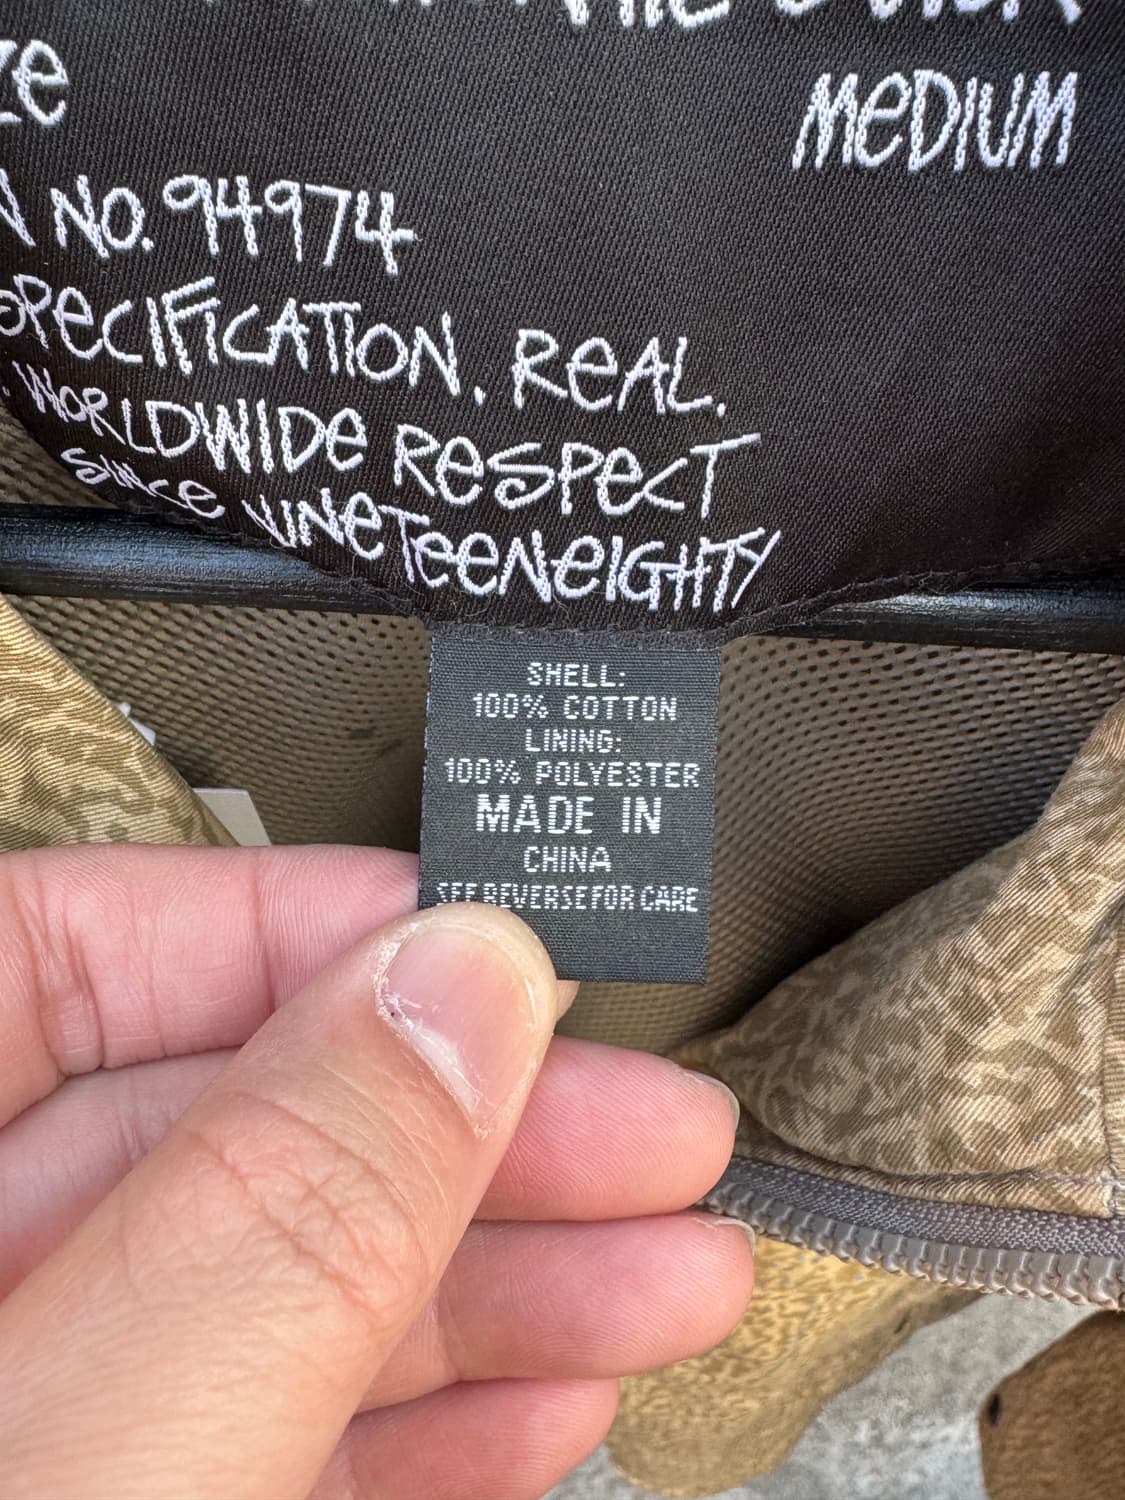 MEDIUM
No. 94974
SPECIFICATION. REAL.
WORLDWIDE RESPECT
SINCE NINETEENEIGHTY
SHELL:
100% COTTON
LINING:
100% POLYESTER
MADE IN
CHINA
SEE REVERSE FOR CARE